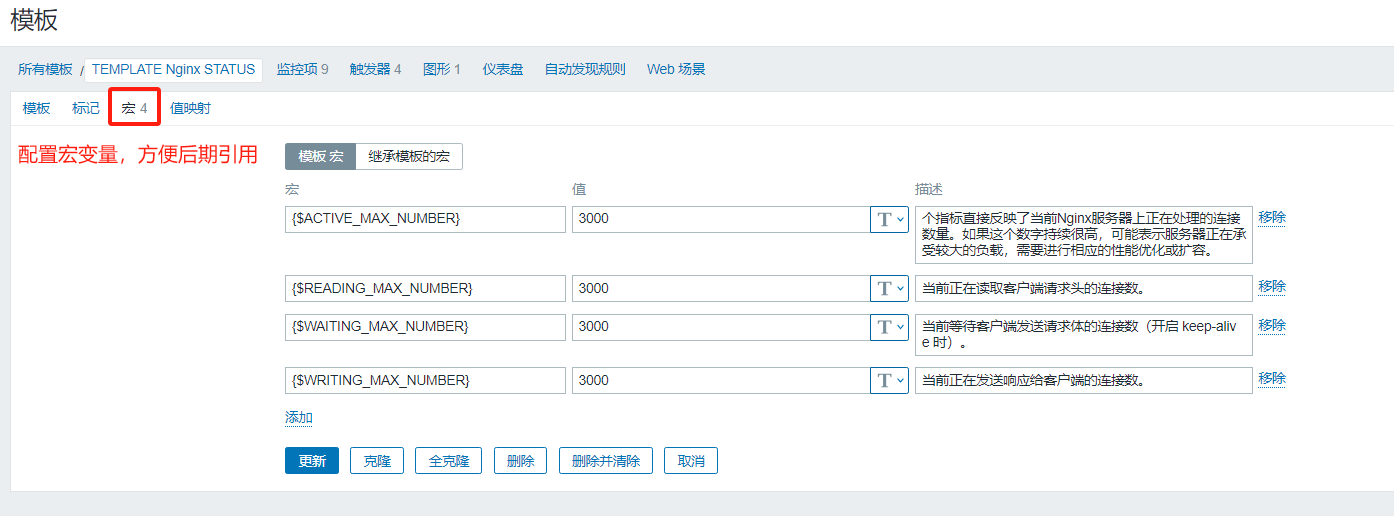 模板
所有模板 / TEMPLATE Nginx STATUS 监控项 9 触发器 4 图形 1 仪表盘 自动发现规则 Web 场景
模板 标记 宏 4 值映射
配置宏变量，方便后期引用
模板 宏 继承模板的宏
宏 值 描述
{$ACTIVE_MAX_NUMBER} 3000 T 个指标直接反映了当前Nginx服务器上正在处理的连接 移除
数量。如果这个数字持续很高，可能表示服务器正在承
受较大的负载，需要进行相应的性能优化或扩容。
{$READING_MAX_NUMBER} 3000 T 当前正在读取客户端请求头的连接数。 移除
{$WAITING_MAX_NUMBER} 3000 T 当前等待客户端发送请求体的连接数（开启 keep-aliv 移除
e 时）。
{$WRITING_MAX_NUMBER} 3000 T 当前正在发送响应给客户端的连接数。 移除
添加
更新 克隆 全克隆 删除 删除并清除 取消